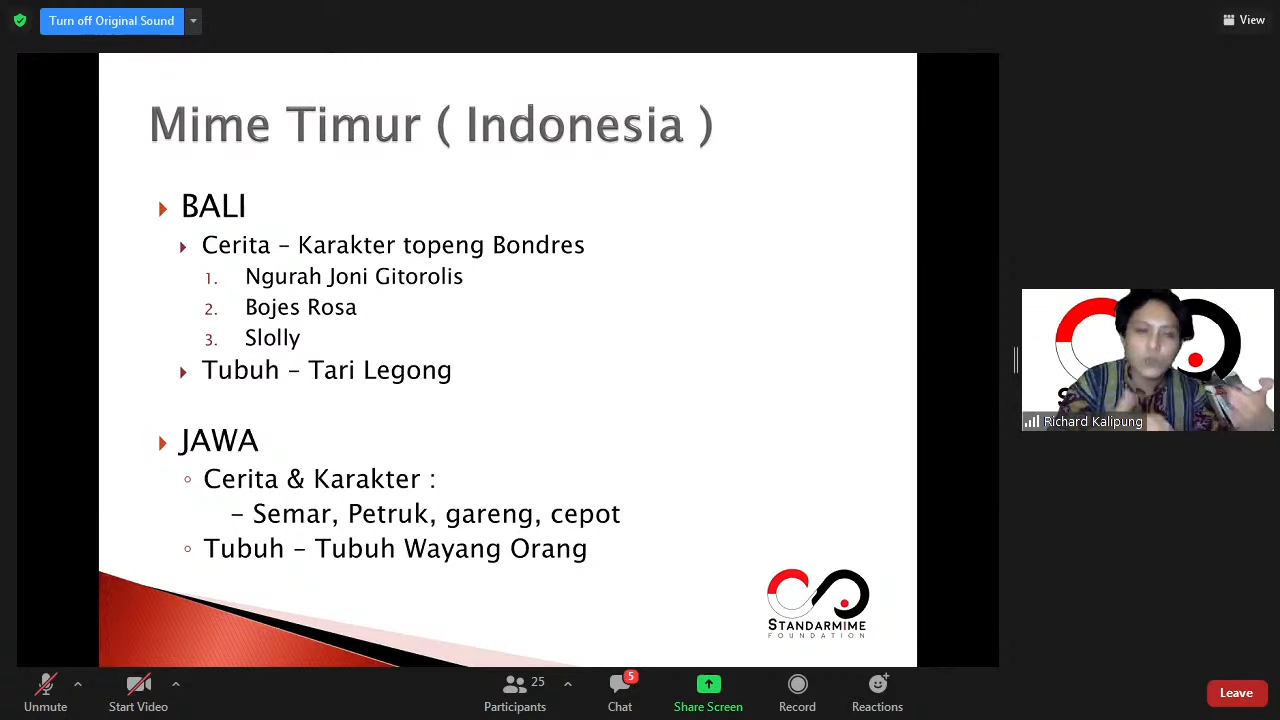 Turn off Original Sound
View
Mime Timur ( Indonesia )
BALI
Cerita – Karakter topeng Bondres
1. Ngurah Joni Gitorolis
2. Bojes Rosa
3. Slolly
Tubuh – Tari Legong
JAWA
Cerita & Karakter :
– Semar, Petruk, gareng, cepot
Tubuh – Tubuh Wayang Orang
STANDARMIME
FOUNDATION
Richard Kalipung
Unmute
Start Video
25
Participants
5
Chat
Share Screen
Record
Reactions
Leave